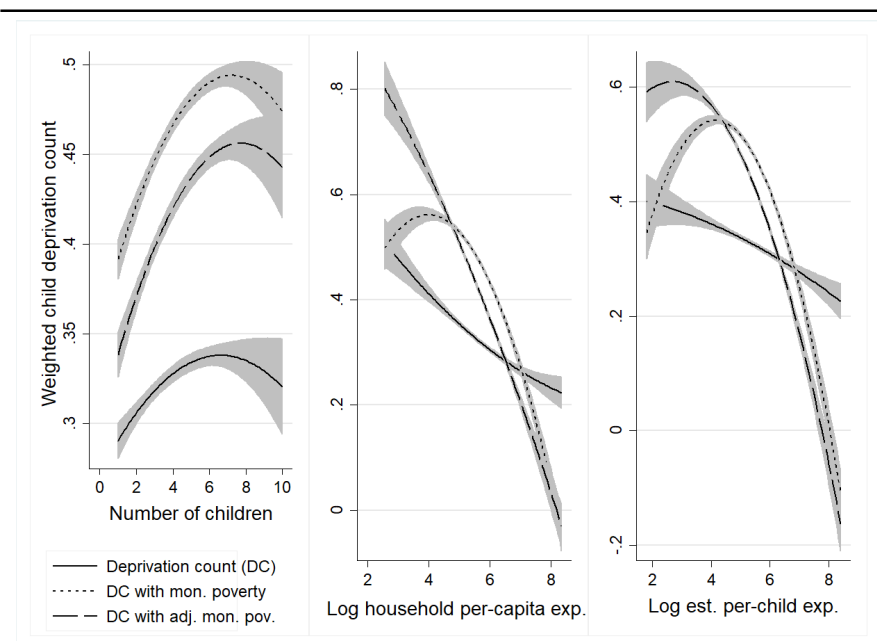 Weighted child deprivation count
.5
.45
.4
.35
.3
0 2 4 6 8 10
Number of children
.8
.6
.4
.2
0
2 4 6 8
Log household per-capita exp.
.6
.4
.2
0
-.2
2 4 6 8
Log est. per-child exp.
Deprivation count (DC)
DC with mon. poverty
DC with adj. mon. pov.